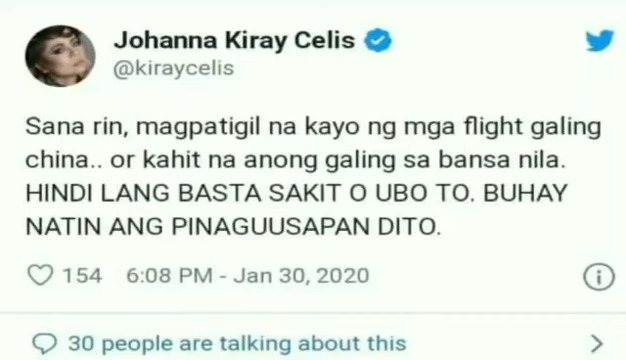 Johanna Kiray Celis
@kiraycelis
Sana rin, magpatigil na kayo ng mga flight galing
china.. or kahit na anong galing sa bansa nila.
HINDI LANG BASTA SAKIT O UBO TO. BUHAY
NATIN ANG PINAGUUSAPAN DITO.
154 6:08 PM - Jan 30, 2020
30 people are talking about this